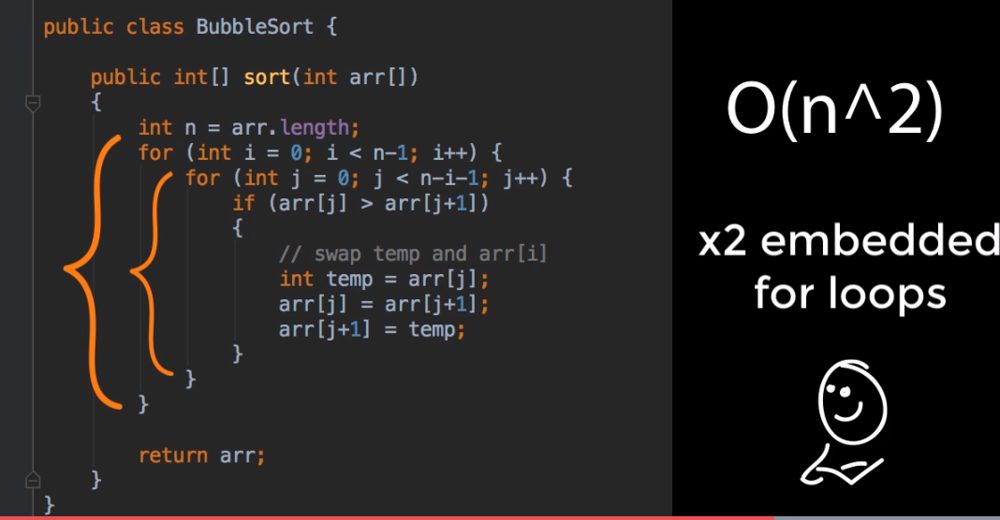 public class BubbleSort {
public int[] sort(int arr[])
{
int n = arr.length;
for (int i = 0; i < n-1; i++) {
for (int j = 0; j < n-i-1; j++) {
if (arr[j] > arr[j+1])
{
// swap temp and arr[i]
int temp = arr[j];
arr[j] = arr[j+1];
arr[j+1] = temp;
}
}
}
return arr;
}
}
O(n^2)
x2 embedded
for loops